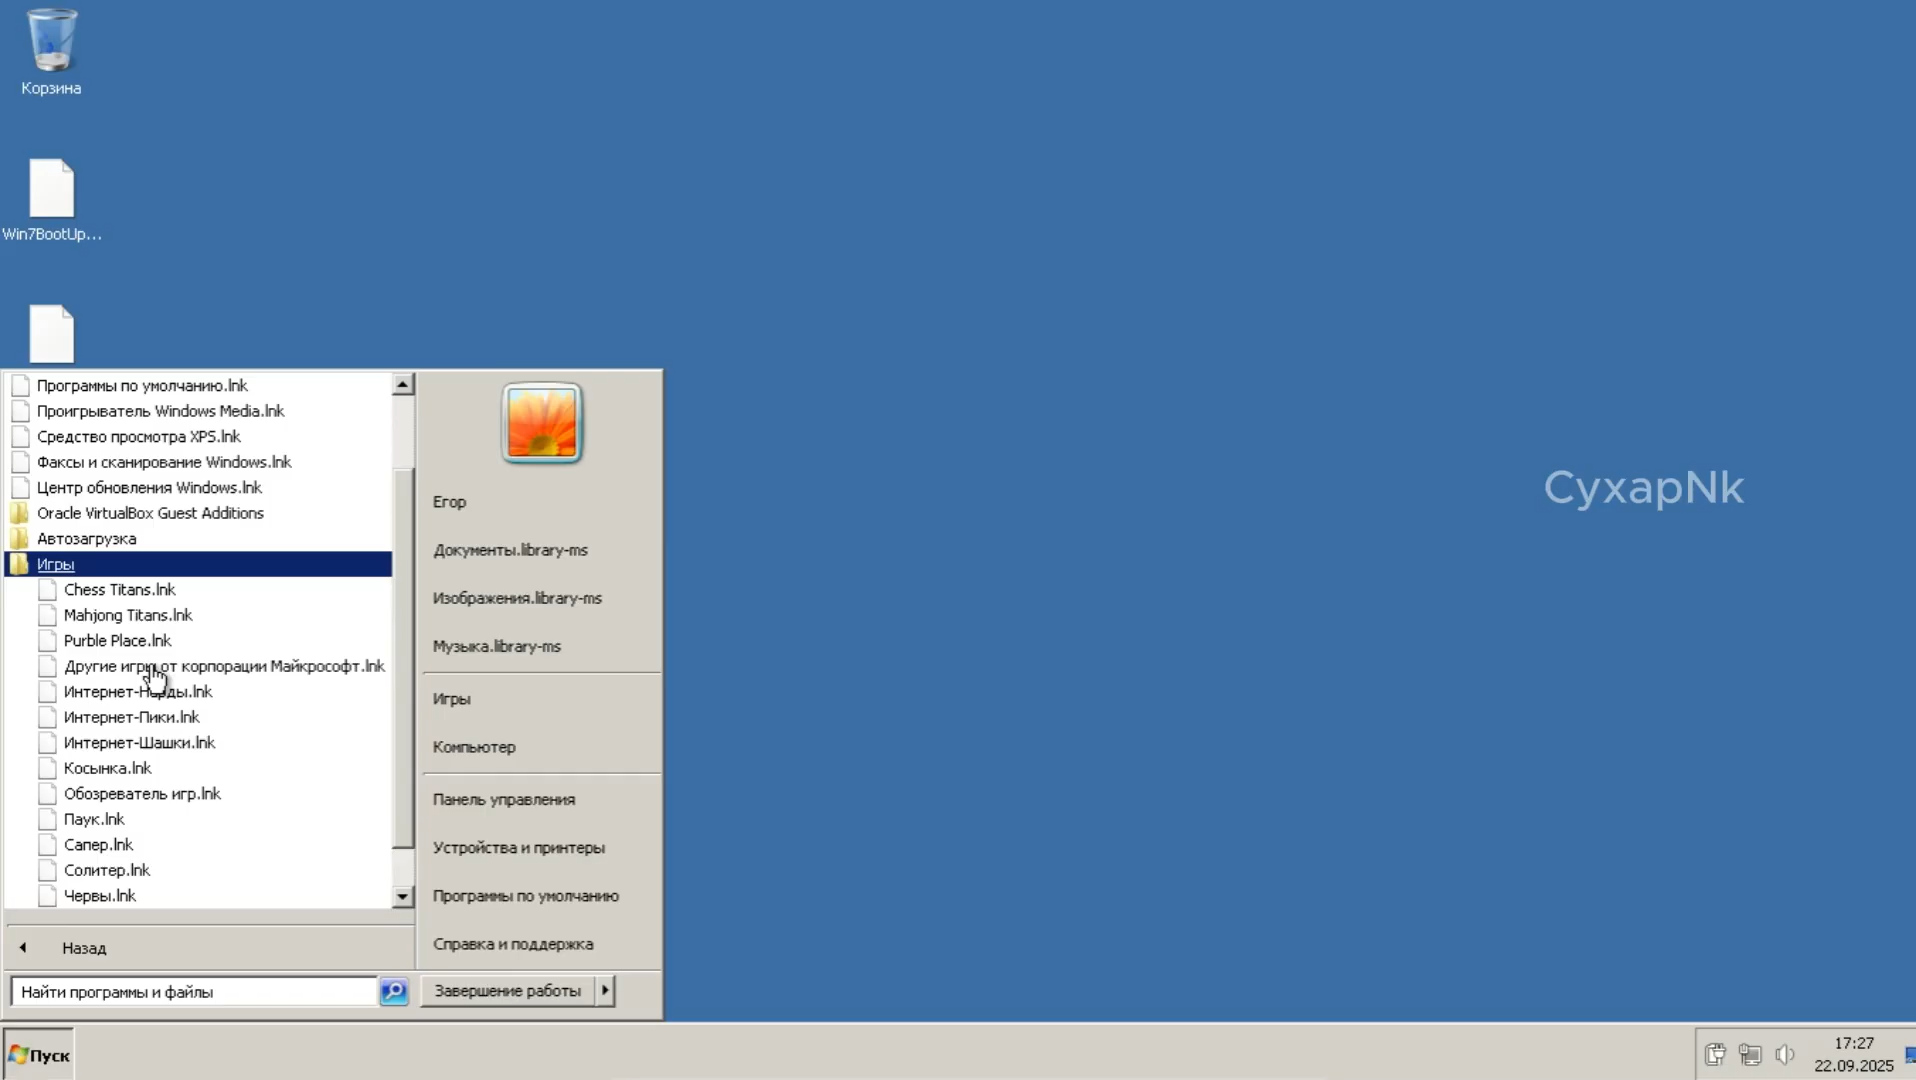 Корзина
Win7BootUp...
Программы по умолчанию.lnk
Проигрыватель Windows Media.lnk
Средство просмотра XPS.lnk
Факсы и сканирование Windows.lnk
Центр обновления Windows.lnk
Oracle VirtualBox Guest Additions
Автозагрузка
Игры
Chess Titans.lnk
Mahjong Titans.lnk
Purble Place.lnk
Другие игры от корпорации Майкрософт.lnk
Интернет-Нарды.lnk
Интернет-Пики.lnk
Интернет-Шашки.lnk
Косынка.lnk
Обозреватель игр.lnk
Паук.lnk
Сапер.lnk
Солитер.lnk
Червы.lnk
Назад
Найти программы и файлы
Егор
Документы.library-ms
Изображения.library-ms
Музыка.library-ms
Игры
Компьютер
Панель управления
Устройства и принтеры
Программы по умолчанию
Справка и поддержка
Завершение работы
СухарNk
Пуск
17:27
22.09.2025